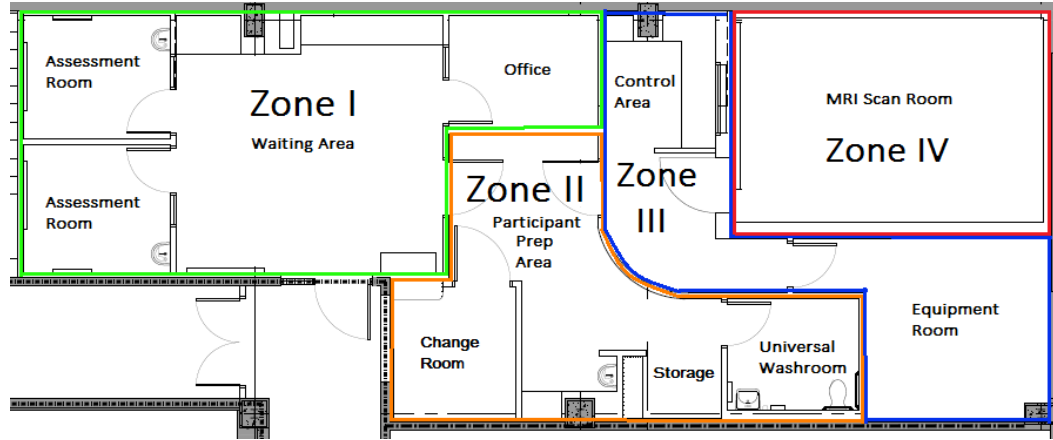 Assessment
Room
Zone I
Waiting Area
Office
Control
Area
MRI Scan Room
Zone IV
Assessment
Room
Zone II
Participant
Prep
Area
Zone
III
Change
Room
Storage
Universal
Washroom
Equipment
Room